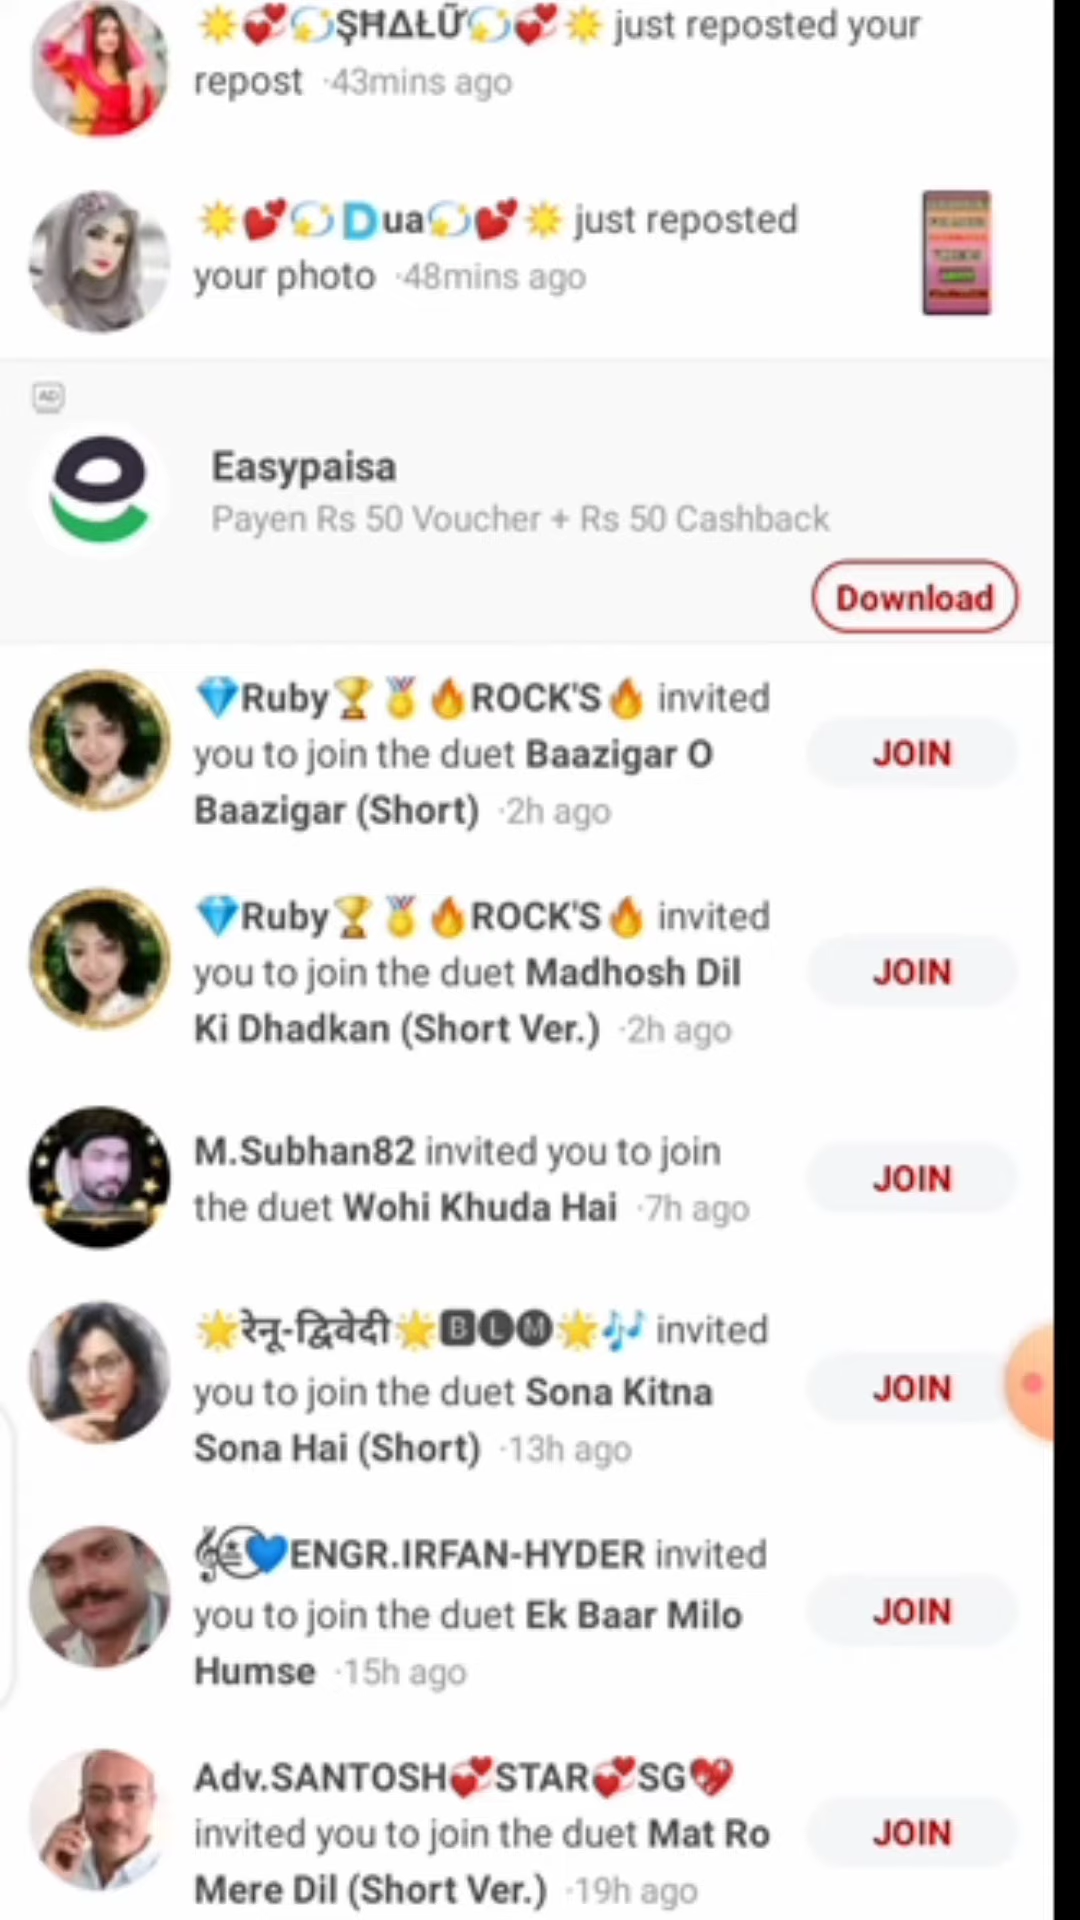 ☀️💞💫ŞĦΔŁỮ💫💞☀️ just reposted your
repost ·43mins ago
☀️💕💫Dua💫💕☀️ just reposted
your photo ·48mins ago
AD
Easypaisa
Payen Rs 50 Voucher + Rs 50 Cashback
Download
💎Ruby🏆🏅🔥ROCK'S🔥 invited
you to join the duet Baazigar O
Baazigar (Short) ·2h ago
JOIN
💎Ruby🏆🏅🔥ROCK'S🔥 invited
you to join the duet Madhosh Dil
Ki Dhadkan (Short Ver.) ·2h ago
JOIN
M.Subhan82 invited you to join
the duet Wohi Khuda Hai ·7h ago
JOIN
🌟रेनू-द्विवेदी🌟🅱🅛🅜🌟🎶 invited
you to join the duet Sona Kitna
Sona Hai (Short) ·13h ago
JOIN
💙ENGR.IRFAN-HYDER invited
you to join the duet Ek Baar Milo
Humse ·15h ago
JOIN
Adv.SANTOSH💞STAR💞SG💖
invited you to join the duet Mat Ro
Mere Dil (Short Ver.) ·19h ago
JOIN